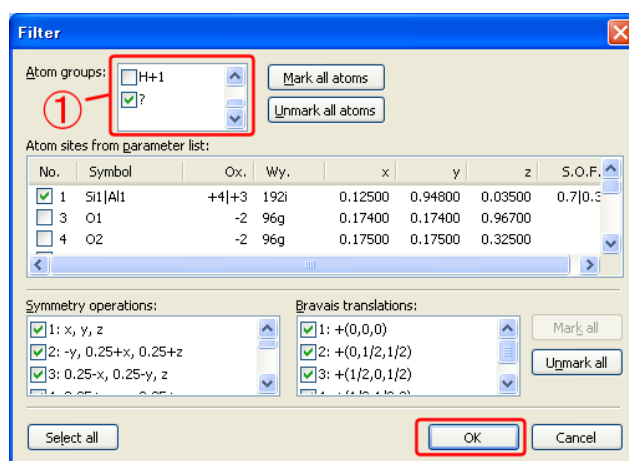 Filter
Atom groups:
H+1
?
①
Mark all atoms
Unmark all atoms
Atom sites from parameter list:
No. Symbol Ox. Wy. x y z S.O.F.
1 Si1|Al1 +4|+3 192i 0.12500 0.94800 0.03500 0.7|0.3
3 O1 -2 96g 0.17400 0.17400 0.96700
4 O2 -2 96g 0.17500 0.17500 0.32500
Symmetry operations:
1: x, y, z
2: -y, 0.25+x, 0.25+z
3: 0.25-x, 0.25-y, z
Bravais translations:
1: +(0,0,0)
2: +(0,1/2,1/2)
3: +(1/2,0,1/2)
Mark all
Unmark all
Select all
OK
Cancel